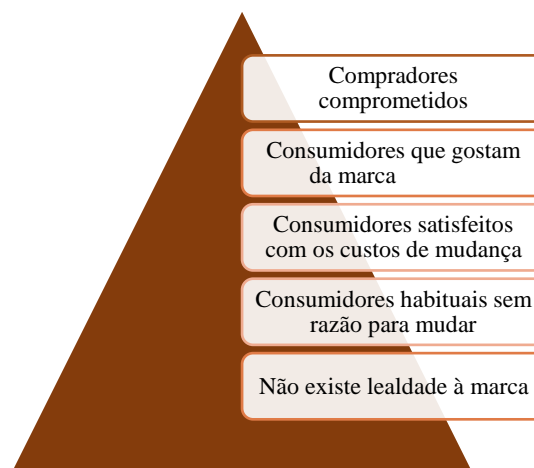 Compradores
comprometidos
Consumidores que gostam
da marca
Consumidores satisfeitos
com os custos de mudança
Consumidores habituais sem
razão para mudar
Não existe lealdade à marca